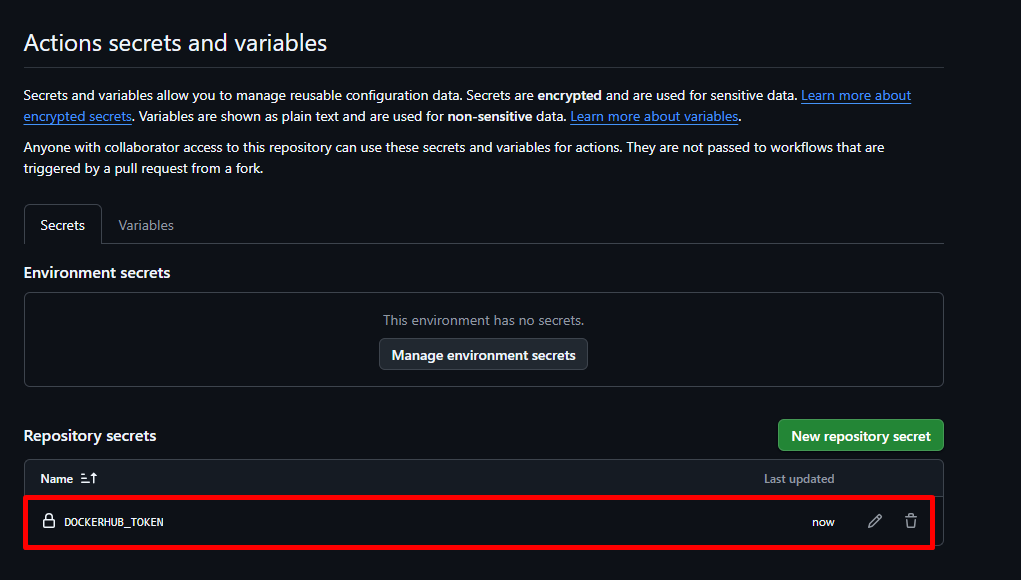 Actions secrets and variables
Secrets and variables allow you to manage reusable configuration data. Secrets are encrypted and are used for sensitive data. Learn more about
encrypted secrets. Variables are shown as plain text and are used for non-sensitive data. Learn more about variables.
Anyone with collaborator access to this repository can use these secrets and variables for actions. They are not passed to workflows that are
triggered by a pull request from a fork.
Secrets Variables
Environment secrets
This environment has no secrets.
Manage environment secrets
Repository secrets New repository secret
Name Last updated
DOCKERHUB_TOKEN now